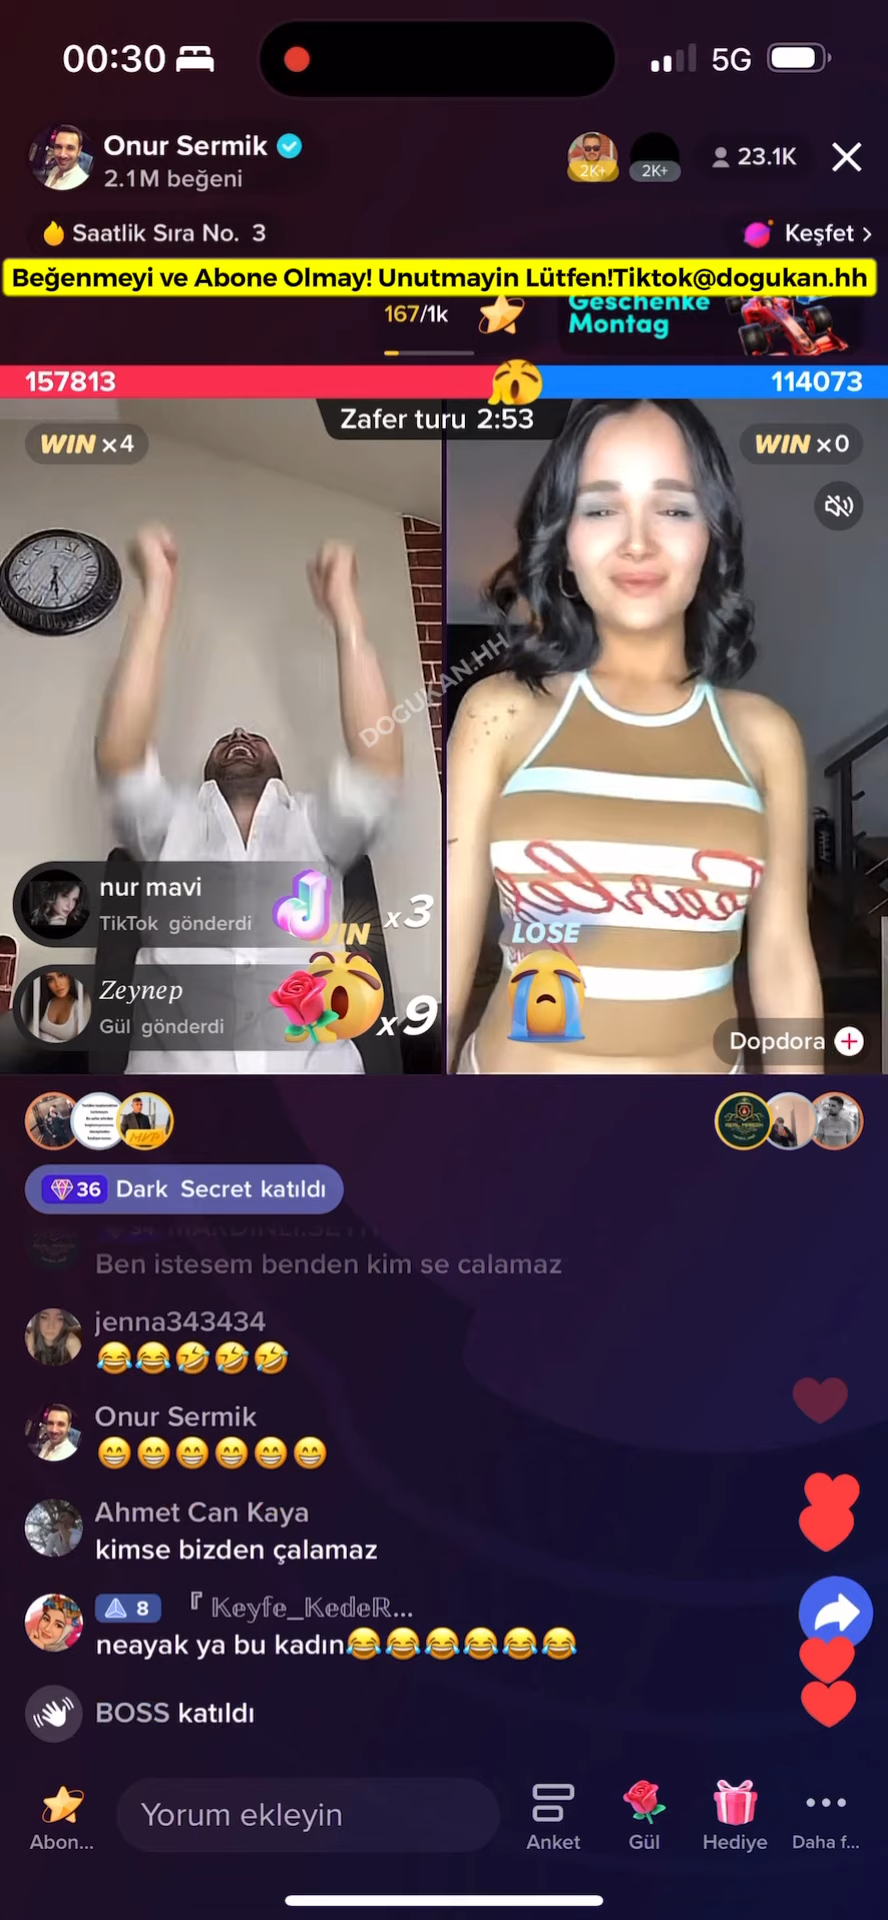 00:30
5G
Onur Sermik
2.1M beğeni
2K+
2K+
23.1K
Saatlik Sıra No. 3
Keşfet >
Beğenmeyi ve Abone Olmay! Unutmayin Lütfen!Tiktok@dogukan.hh
167/1k
Geschenke
Montag
157813
114073
Zafer turu 2:53
WIN x4
WIN x0
DOGUKAN.HH
nur mavi
TikTok gönderdi
x3
WIN
LOSE
Zeynep
Gül gönderdi
x9
Dopdora
MVP
36 Dark Secret katıldı
Ben istesem benden kim se calamaz
jenna343434
😂😂🤣🤣🤣
Onur Sermik
😁😁😁😁😁😁
Ahmet Can Kaya
kimse bizden çalamaz
8 『 𝕂eyfe_𝕂ede ℝ...
neayak ya bu kadın😂😂😂😂😂😂
BOSS katıldı
Abon...
Yorum ekleyin
Anket
Gül
Hediye
Daha f...